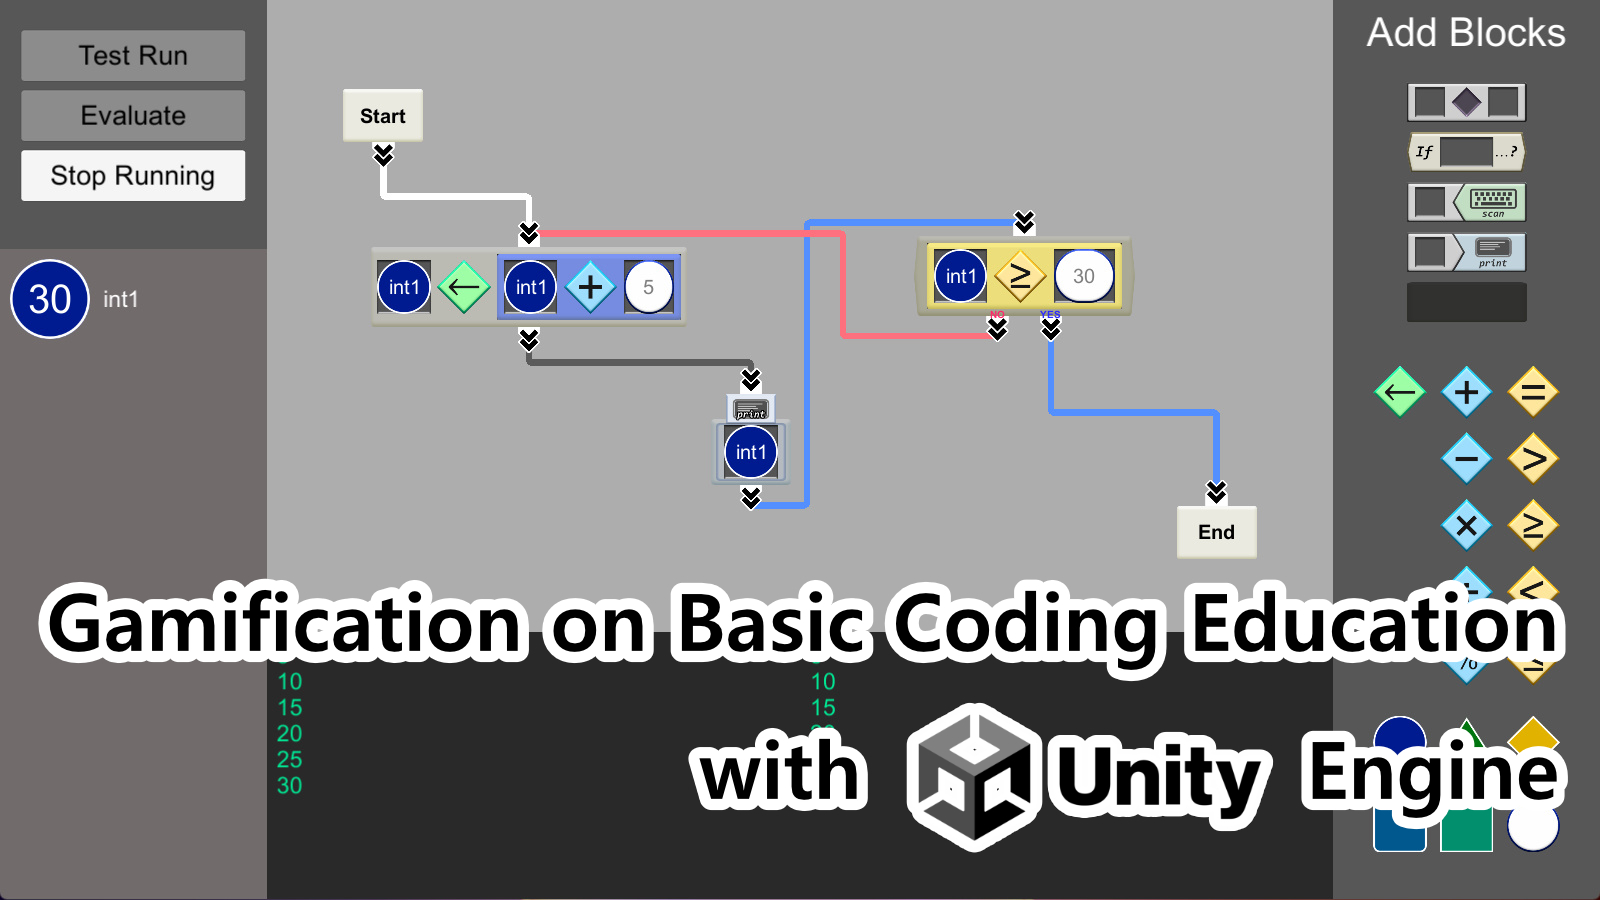 Test Run
Evaluate
Stop Running
30 int1
Start
int1 ← int1 + 5
print
int1
int1 ≥ 30
NO YES
End
Add Blocks
If ...?
scan
print
← + =
− >
× ≥
%
Gamification on Basic Coding Education
with Unity Engine
10
15
20
25
30
10
15